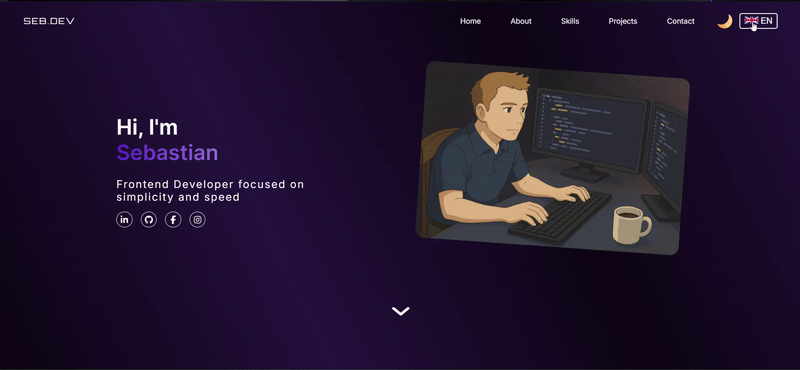 SEB.DEV
Home
About
Skills
Projects
Contact
EN
Hi, I'm
Sebastian
Frontend Developer focused on
simplicity and speed